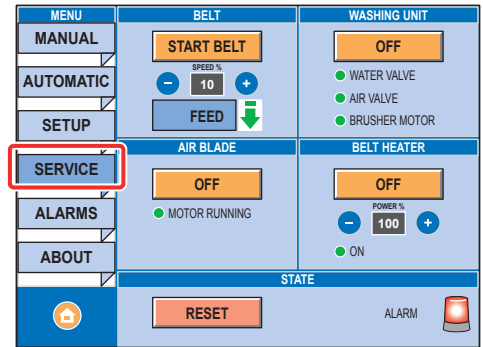 MENU
MANUAL
AUTOMATIC
SETUP
SERVICE
ALARMS
ABOUT
BELT
START BELT
SPEED %
- 10 +
FEED
WASHING UNIT
OFF
WATER VALVE
AIR VALVE
BRUSHER MOTOR
AIR BLADE
OFF
MOTOR RUNNING
BELT HEATER
OFF
POWER %
- 100 +
ON
STATE
RESET
ALARM